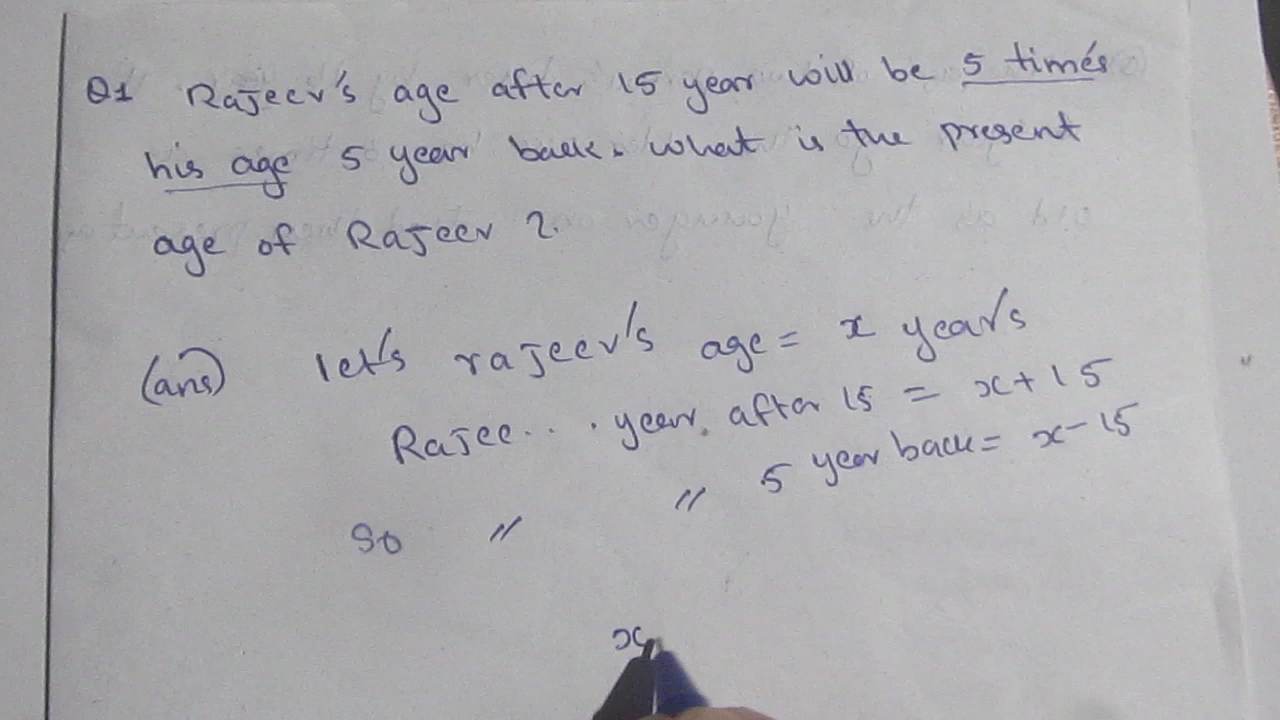 Q1 Rajeev's age after 15 year will be 5 times
his age 5 year back. what is the present
age of Rajeev ?
(ans) let's rajeev's age = x year's
Rajee... year. after 15 = x+15
so " " 5 year back = x-15
x